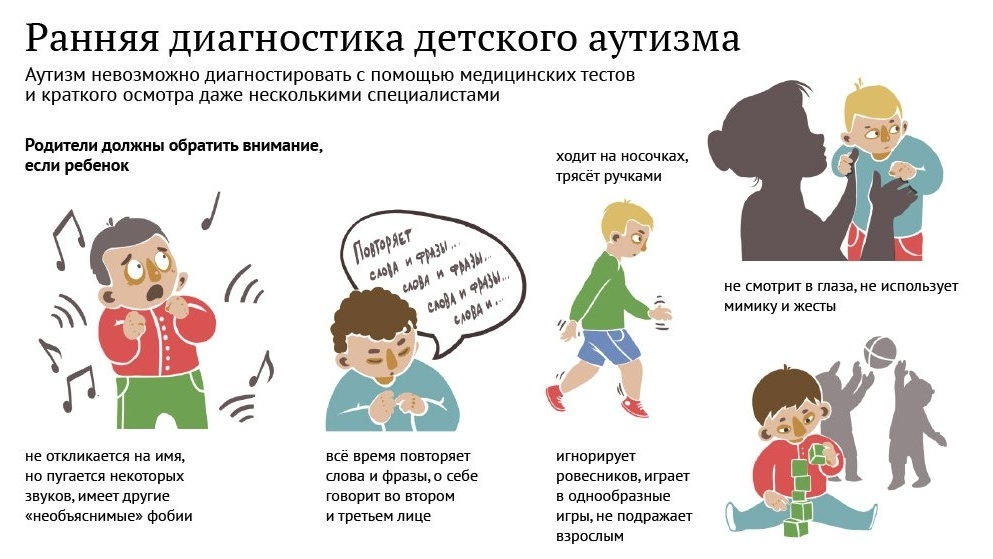 Ранняя диагностика детского аутизма
Аутизм невозможно диагностировать с помощью медицинских тестов
и краткого осмотра даже несколькими специалистами
Родители должны обратить внимание,
если ребенок
не откликается на имя,
но пугается некоторых
звуков, имеет другие
«необъяснимые» фобии
Повторяет
слова и фразы...
слова и фразы...
слова и фразы...
слова и...
всё время повторяет
слова и фразы, о себе
говорит во втором
и третьем лице
ходит на носочках,
трясёт ручками
не смотрит в глаза, не использует
мимику и жесты
игнорирует
ровесников, играет
в однообразные
игры, не подражает
взрослым